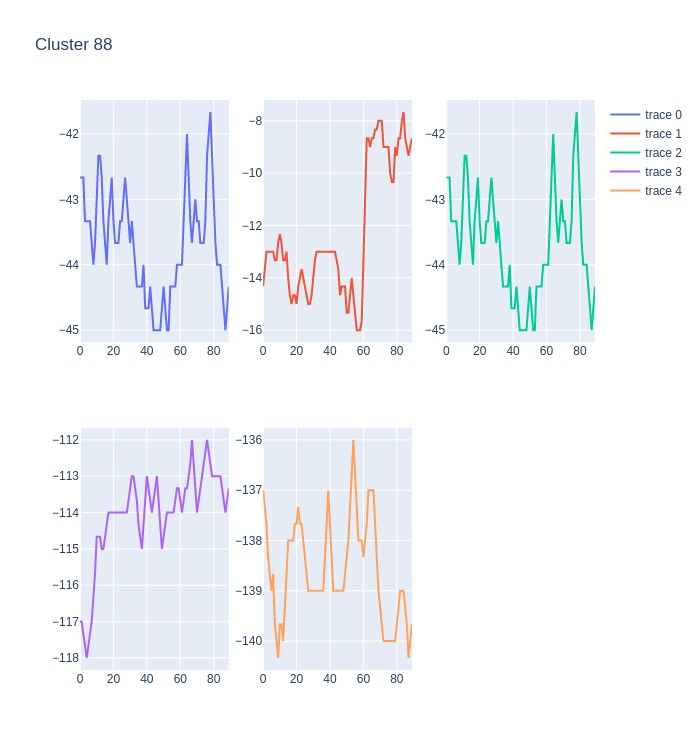 Cluster 88
−42
−43
−44
−45
0 20 40 60 80
−8
−10
−12
−14
−16
0 20 40 60 80
−42
−43
−44
−45
0 20 40 60 80
trace 0
trace 1
trace 2
trace 3
trace 4
−112
−113
−114
−115
−116
−117
−118
0 20 40 60 80
−136
−137
−138
−139
−140
0 20 40 60 80